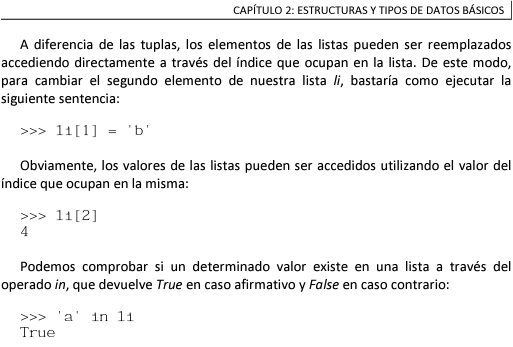 CAPÍTULO 2: ESTRUCTURAS Y TIPOS DE DATOS BÁSICOS
A diferencia de las tuplas, los elementos de las listas pueden ser reemplazados
accediendo directamente a través del índice que ocupan en la lista. De este modo,
para cambiar el segundo elemento de nuestra lista li, bastaría como ejecutar la
siguiente sentencia:
>>> li[1] = 'b'
Obviamente, los valores de las listas pueden ser accedidos utilizando el valor del
índice que ocupan en la misma:
>>> li[2]
4
Podemos comprobar si un determinado valor existe en una lista a través del
operado in, que devuelve True en caso afirmativo y False en caso contrario:
>>> 'a' in li
True